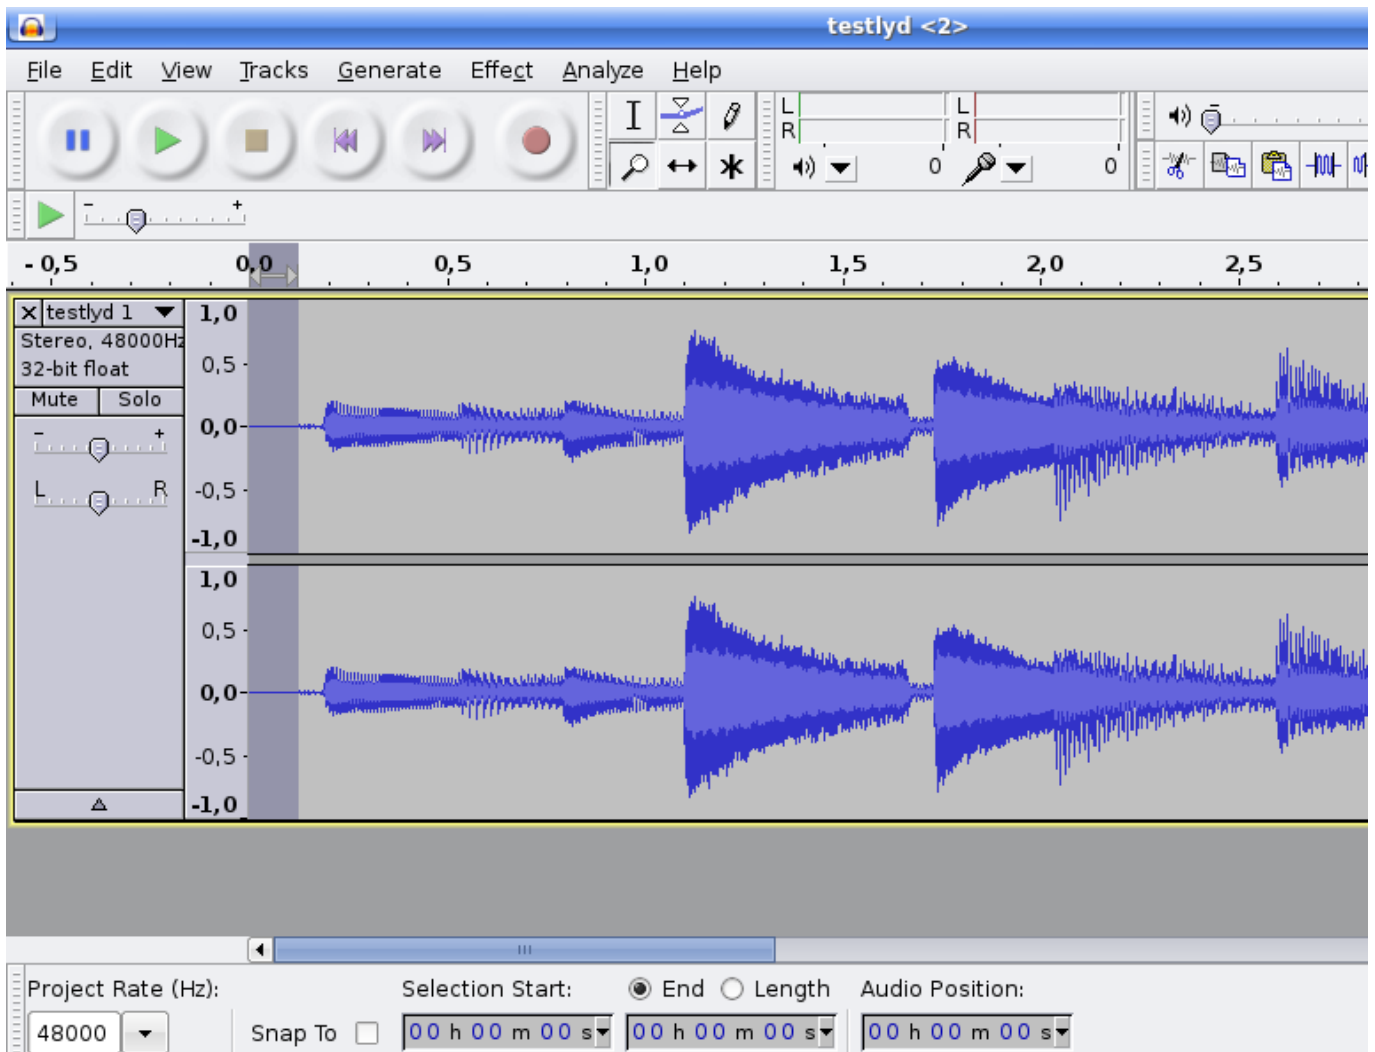 testlyd <2>
File Edit View Tracks Generate Effect Analyze Help
L L
R R
0 0
- +
- 0,5 0,0 0,5 1,0 1,5 2,0 2,5
testlyd 1 1,0
Stereo, 48000Hz
32-bit float 0,5
Mute Solo
- + 0,0
L R -0,5
-1,0
1,0
0,5
0,0
-0,5
-1,0
Project Rate (Hz): Selection Start: End Length Audio Position:
48000 Snap To 00 h 00 m 00 s 00 h 00 m 00 s 00 h 00 m 00 s